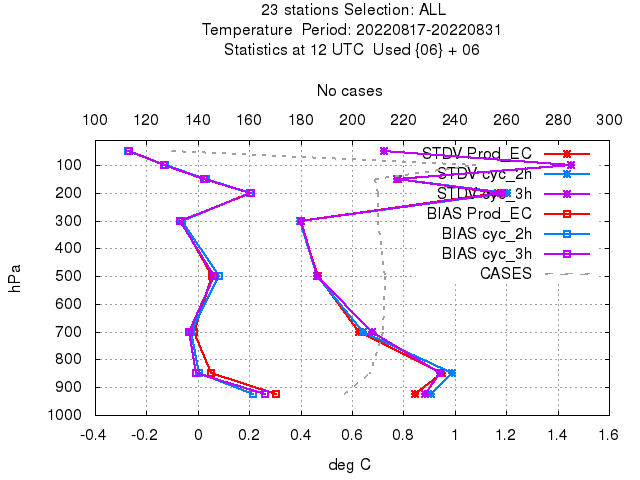 23 stations Selection: ALL
Temperature Period: 20220817-20220831
Statistics at 12 UTC Used {06} + 06
No cases
100 120 140 160 180 200 220 240 260 280 300
STDV Prod_EC
STDV cyc_2h
STDV cyc_3h
BIAS Prod_EC
BIAS cyc_2h
BIAS cyc_3h
CASES
hPa
100
200
300
400
500
600
700
800
900
1000
-0.4 -0.2 0 0.2 0.4 0.6 0.8 1 1.2 1.4 1.6
deg C